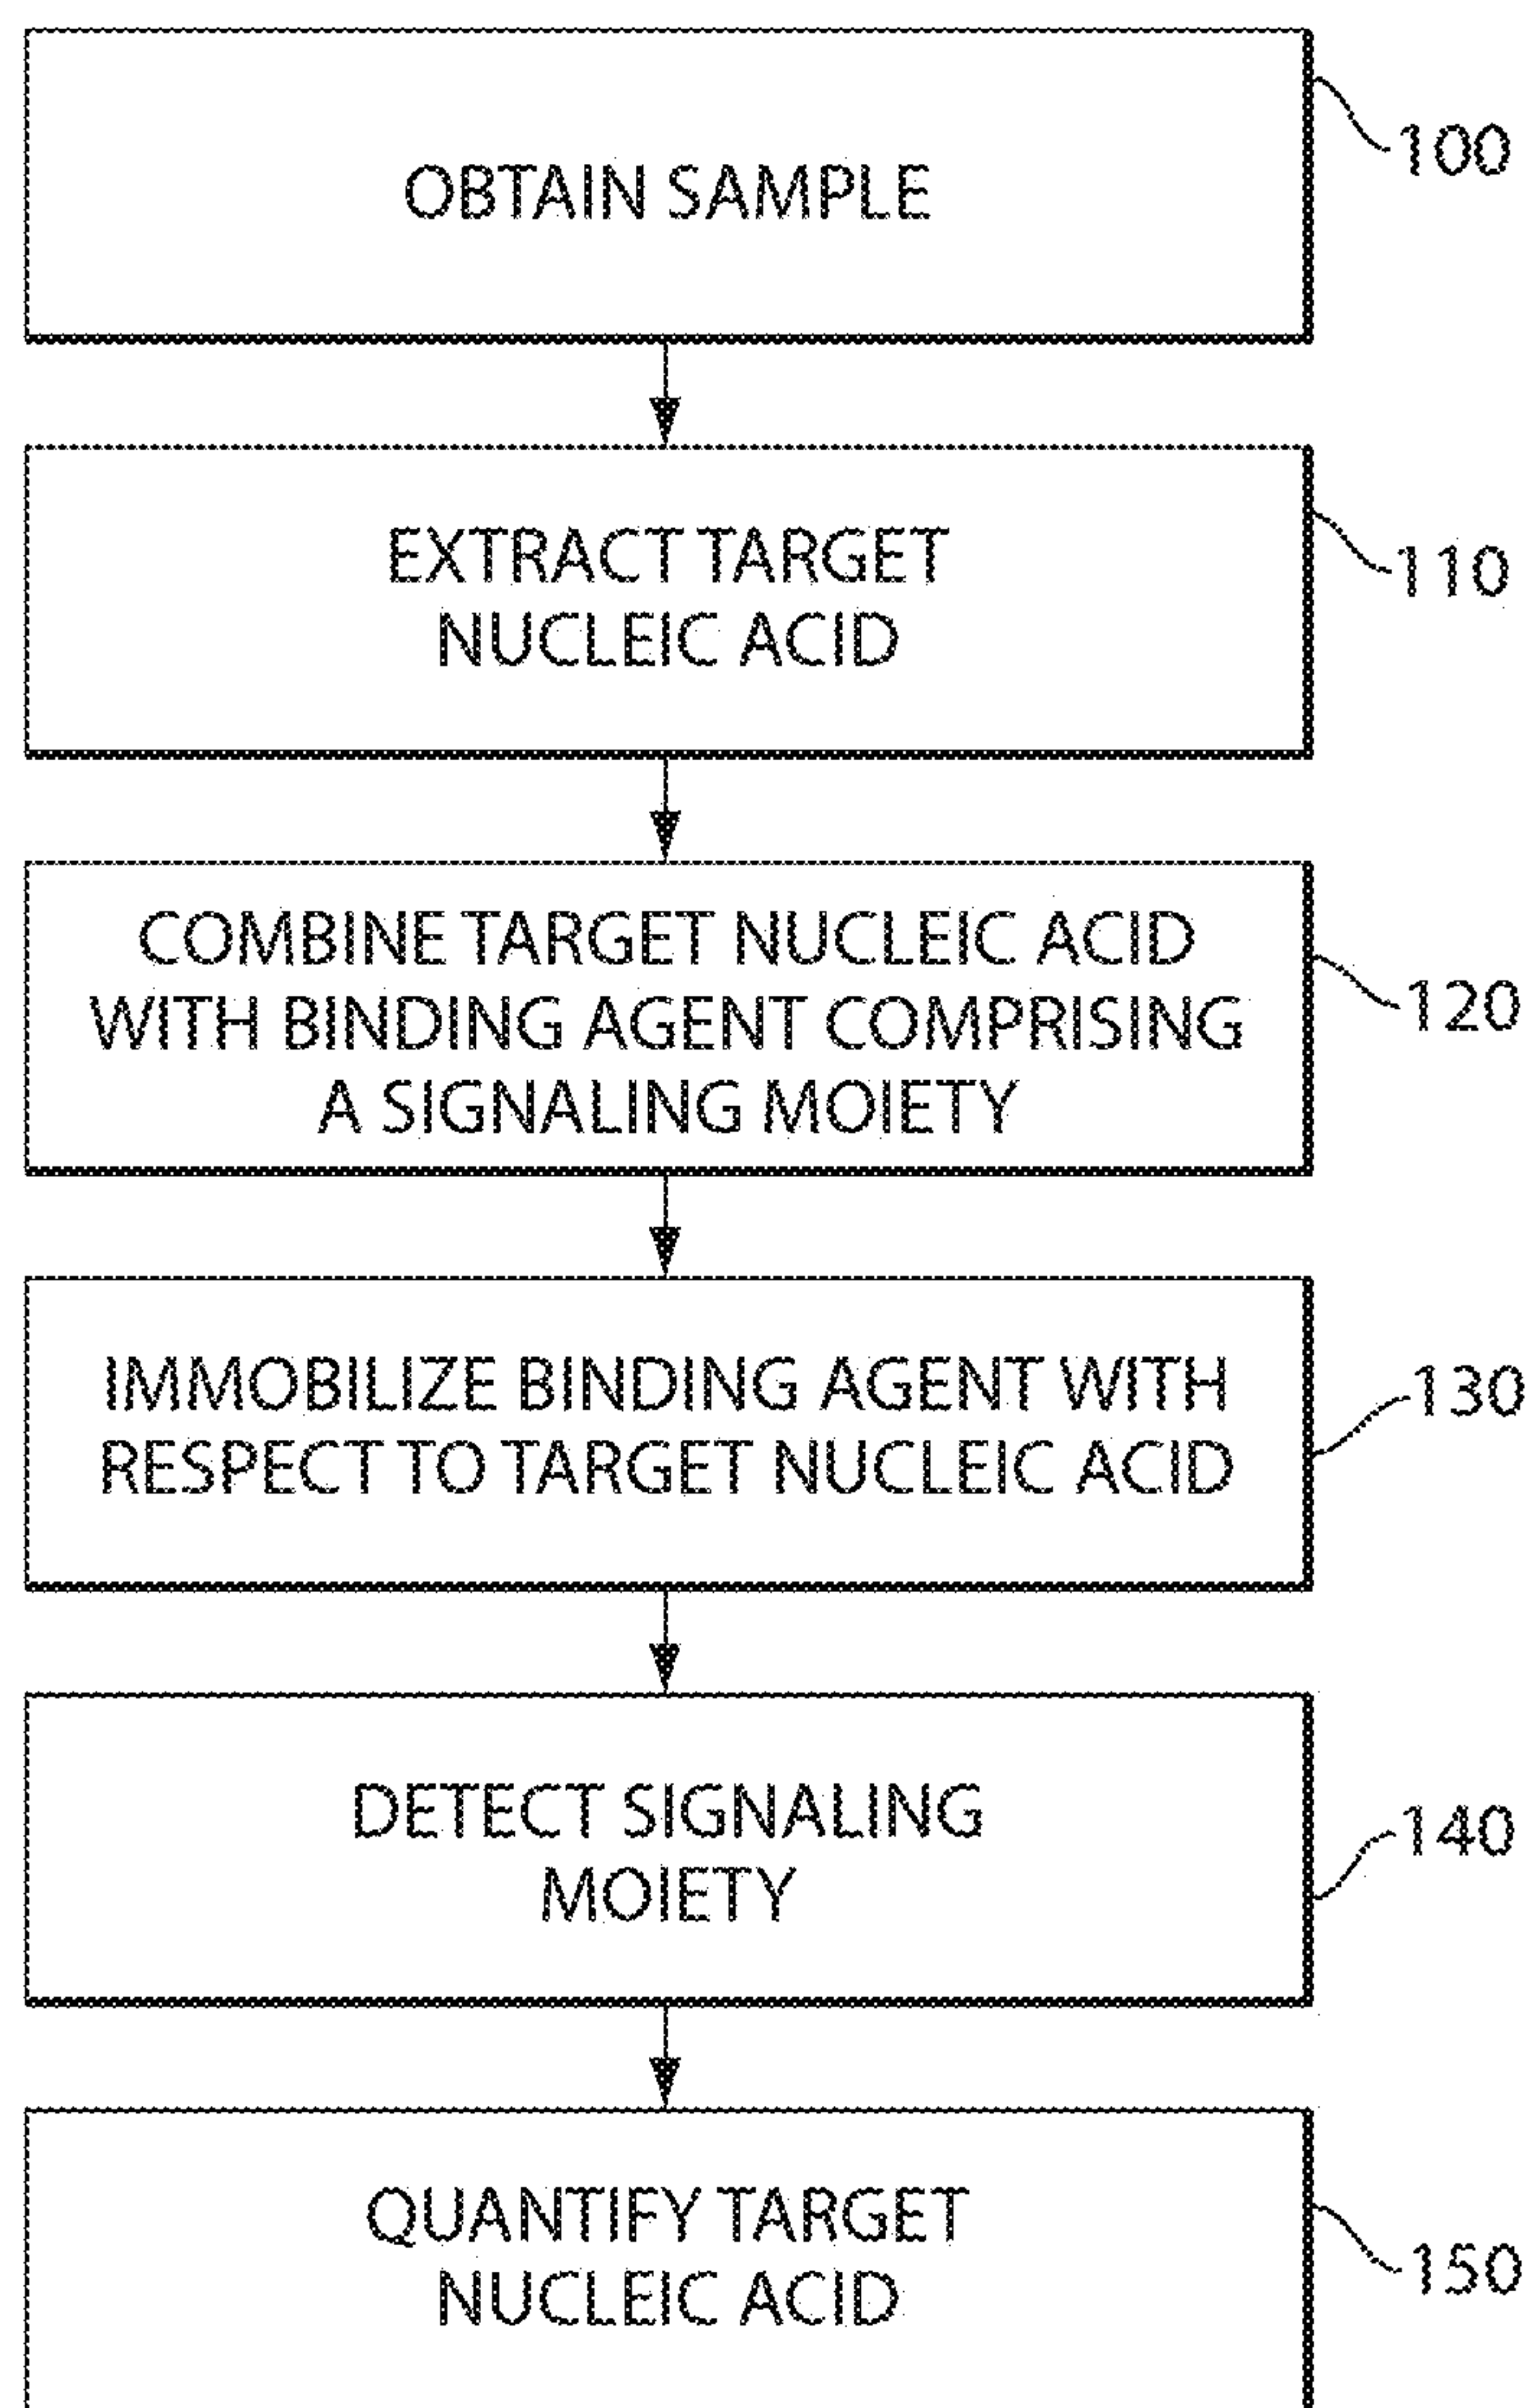 OBTAIN SAMPLE
100
EXTRACT TARGET
NUCLEIC ACID
110
COMBINE TARGET NUCLEIC ACID
WITH BINDING AGENT COMPRISING
A SIGNALING MOIETY
120
IMMOBILIZE BINDING AGENT WITH
RESPECT TO TARGET NUCLEIC ACID
130
DETECT SIGNALING
MOIETY
140
QUANTIFY TARGET
NUCLEIC ACID
150